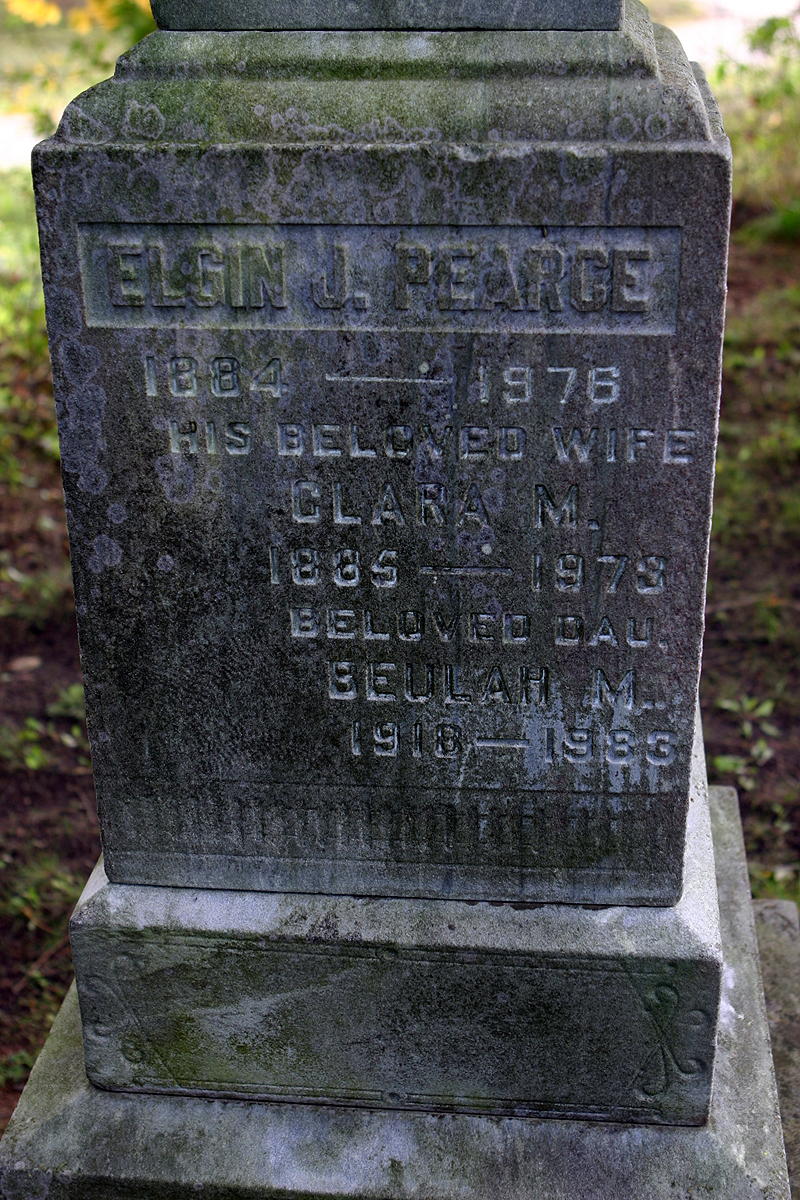 ELGIN J. PEARCE
1884 — 1976
HIS BELOVED WIFE
CLARA M.
1885 — 1973
BELOVED DAU.
BEULAH M.
1918 — 1983